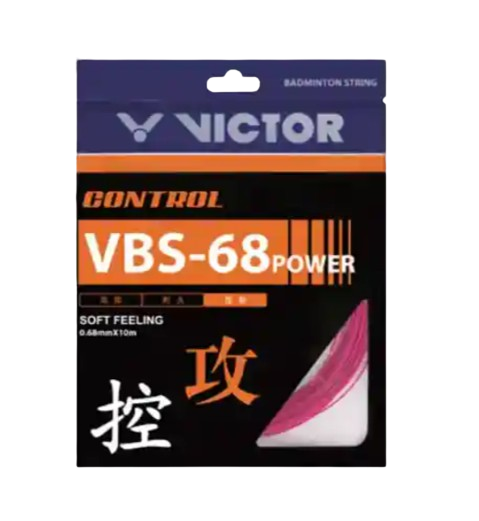 BADMINTON STRING
VICTOR
CONTROL
VBS-68POWER
SOFT FEELING
0.68mmX10m
攻
控